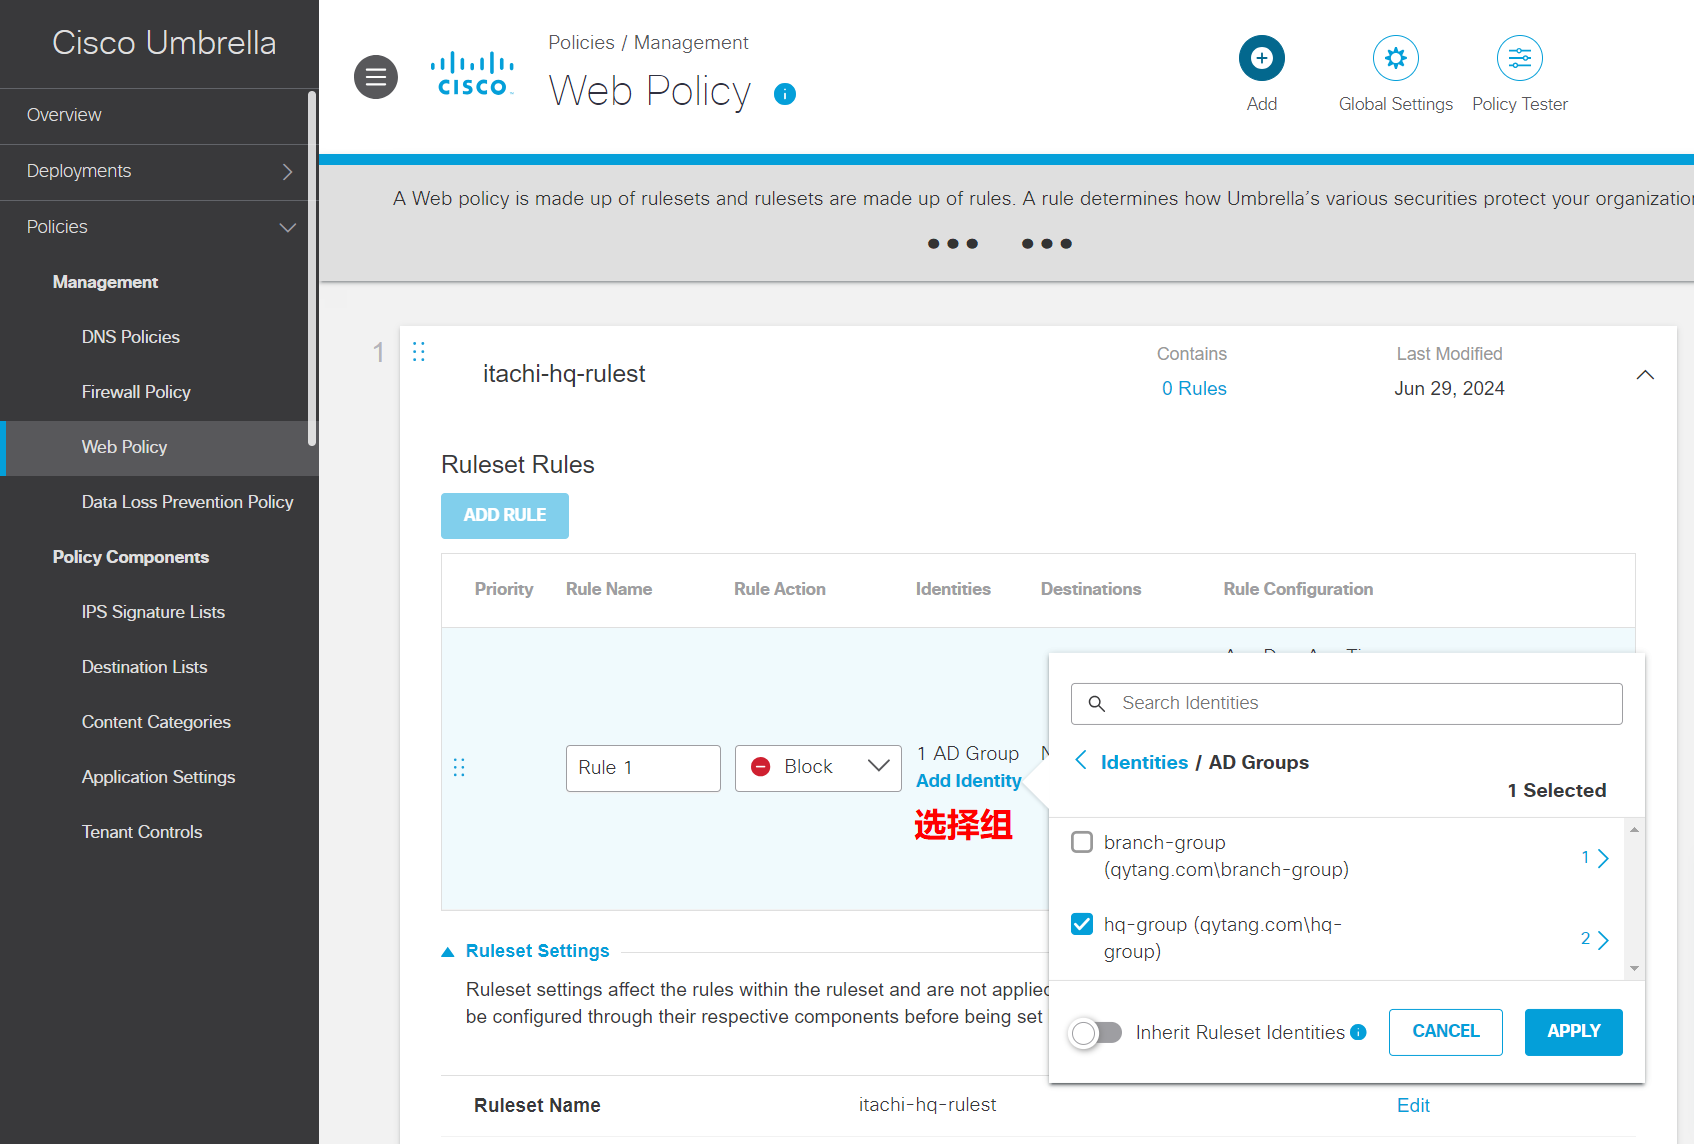 Cisco Umbrella
Overview
Deployments
Policies
Management
DNS Policies
Firewall Policy
Web Policy
Data Loss Prevention Policy
Policy Components
IPS Signature Lists
Destination Lists
Content Categories
Application Settings
Tenant Controls
CISCO
Policies / Management
Web Policy
Add
Global Settings
Policy Tester
A Web policy is made up of rulesets and rulesets are made up of rules. A rule determines how Umbrella's various securities protect your organization
1
itachi-hq-rulest
Contains
0 Rules
Last Modified
Jun 29, 2024
Ruleset Rules
ADD RULE
Priority Rule Name Rule Action Identities Destinations Rule Configuration
Rule 1
Block
1 AD Group
Add Identity
选择组
Search Identities
Identities / AD Groups
1 Selected
branch-group
(qytang.com\branch-group)
1
hq-group (qytang.com\hq-
group)
2
Inherit Ruleset Identities
CANCEL
APPLY
Ruleset Settings
Ruleset settings affect the rules within the ruleset and are not applied
be configured through their respective components before being set
Ruleset Name
itachi-hq-rulest
Edit